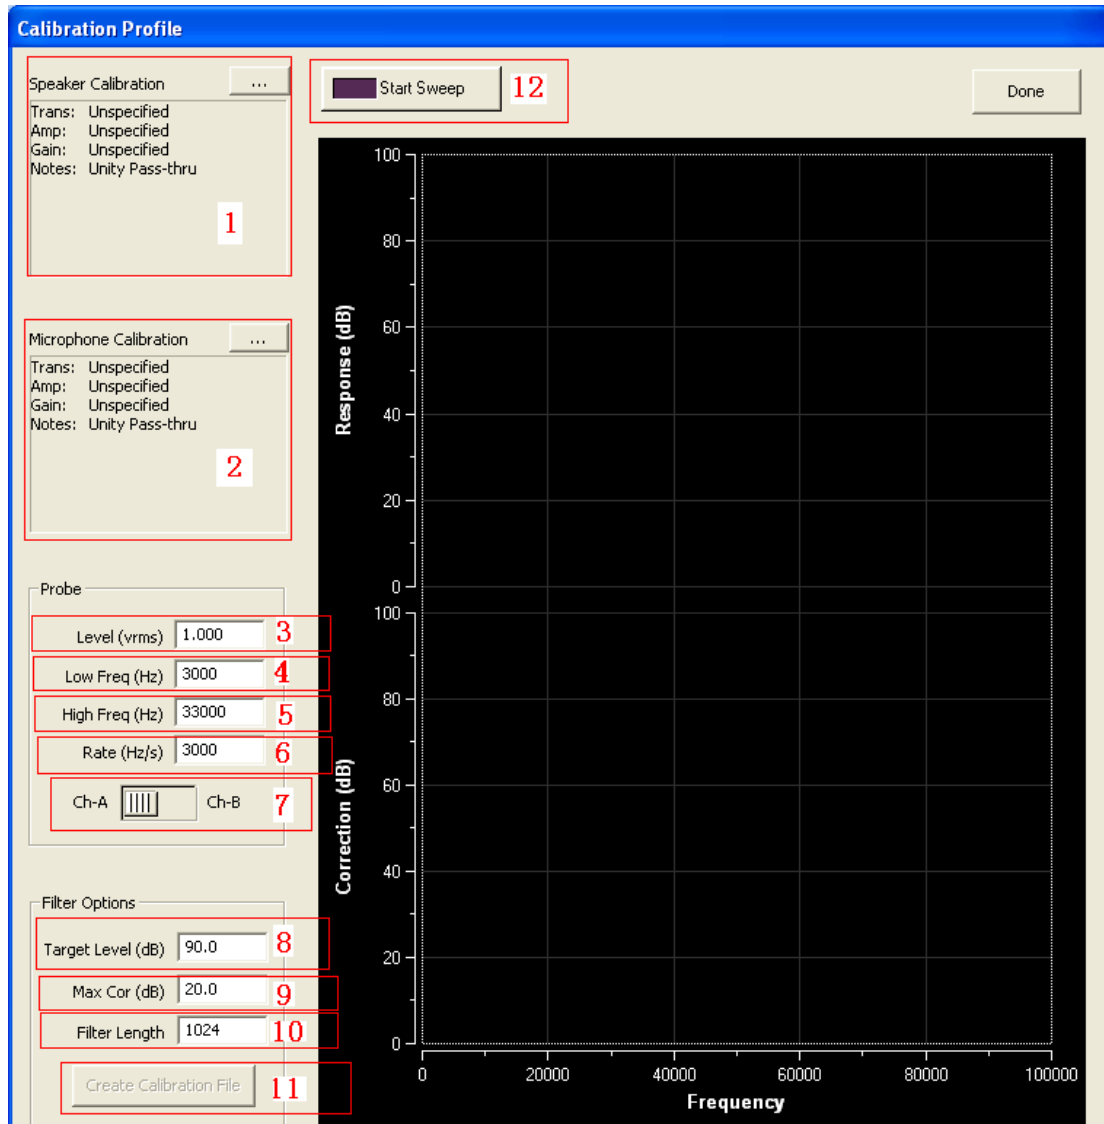 Calibration Profile
Speaker Calibration
...
Trans: Unspecified
Amp: Unspecified
Gain: Unspecified
Notes: Unity Pass-thru
1
Microphone Calibration
...
Trans: Unspecified
Amp: Unspecified
Gain: Unspecified
Notes: Unity Pass-thru
2
Probe
Level (vrms) 1.000 3
Low Freq (Hz) 3000 4
High Freq (Hz) 33000 5
Rate (Hz/s) 3000 6
Ch-A Ch-B 7
Filter Options
Target Level (dB) 90.0 8
Max Cor (dB) 20.0 9
Filter Length 1024 10
Create Calibration File 11
Start Sweep 12
Done
Response (dB)
100
80
60
40
20
0
Correction (dB)
100
80
60
40
20
0
0 20000 40000 60000 80000 100000
Frequency